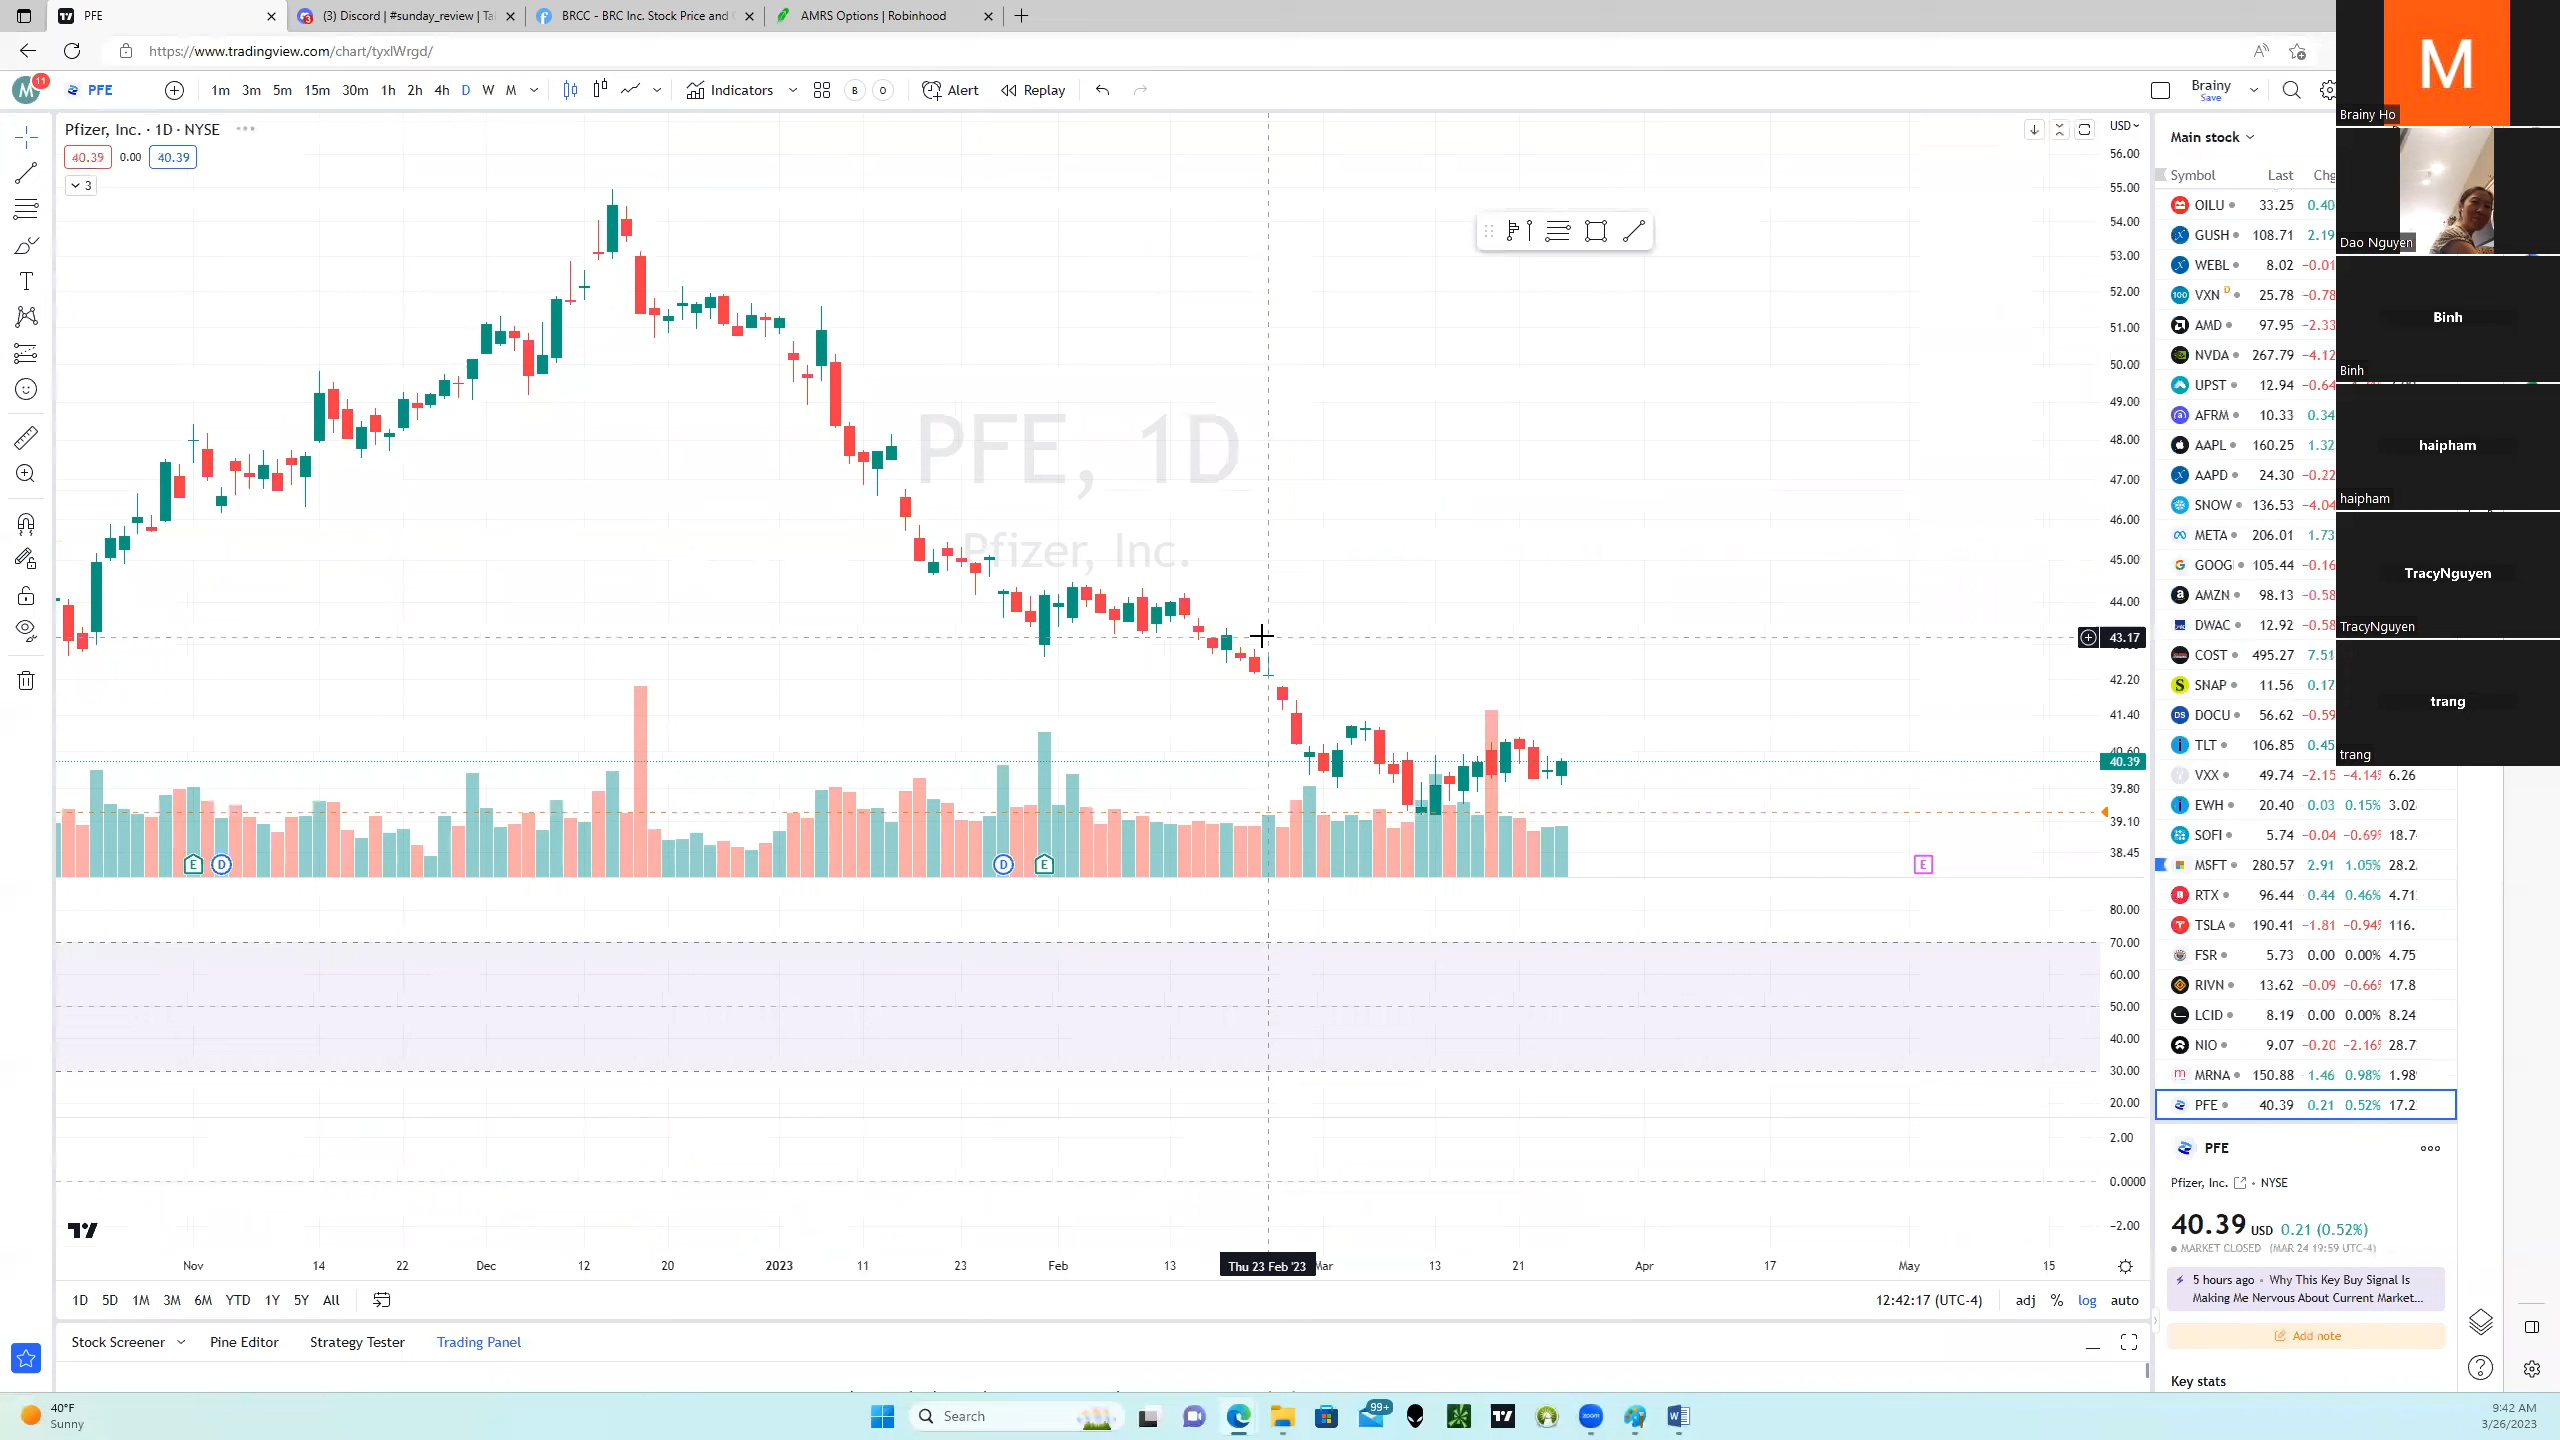 PFE
(3) Discord | #sunday_review | Tai
BRCC - BRC Inc. Stock Price and
AMRS Options | Robinhood
https://www.tradingview.com/chart/tyxlWrgd/
M
11
PFE
1m 3m 5m 15m 30m 1h 2h 4h D W M
Indicators
B
O
Alert
Replay
Brainy
Save
Pfizer, Inc. · 1D · NYSE
40.39 0.00 40.39
3
PFE, 1D
Pfizer, Inc.
USD
56.00
55.00
54.00
53.00
52.00
51.00
50.00
49.00
48.00
47.00
46.00
45.00
44.00
43.17
42.20
41.40
40.60
40.39
39.80
39.10
38.45
E D D E E
80.00
70.00
60.00
50.00
40.00
30.00
20.00
2.00
0.0000
−2.00
Nov 14 22 Dec 12 20 2023 11 23 Feb 13 Thu 23 Feb '23 Mar 13 21 Apr 17 May 15
1D 5D 1M 3M 6M YTD 1Y 5Y All
12:42:17 (UTC-4) adj % log auto
Stock Screener Pine Editor Strategy Tester Trading Panel
Main stock
Symbol Last Chg
OILU 33.25 0.40
GUSH 108.71 2.19
WEBL 8.02 −0.01
VXN D 25.78 −0.78
AMD 97.95 −2.33
NVDA 267.79 −4.12
UPST 12.94 −0.64
AFRM 10.33 0.34
AAPL 160.25 1.32
AAPD 24.30 −0.22
SNOW 136.53 −4.04
META 206.01 1.73
GOOG 105.44 −0.16
AMZN 98.13 −0.58
DWAC 12.92 −0.58
COST 495.27 7.51
SNAP 11.56 0.17
DOCU 56.62 −0.59
TLT 106.85 0.45
VXX 49.74 −2.15 −4.14% 6.26
EWH 20.40 0.03 0.15% 3.02
SOFI 5.74 −0.04 −0.69% 18.7
MSFT 280.57 2.91 1.05% 28.2
RTX 96.44 0.44 0.46% 4.71
TSLA 190.41 −1.81 −0.94% 116.
FSR 5.73 0.00 0.00% 4.75
RIVN 13.62 −0.09 −0.66% 17.8
LCID 8.19 0.00 0.00% 8.24
NIO 9.07 −0.20 −2.16% 28.7
MRNA 150.88 1.46 0.98% 1.98
PFE 40.39 0.21 0.52% 17.2
PFE
Pfizer, Inc. • NYSE
40.39 USD 0.21 (0.52%)
MARKET CLOSED (MAR 24 19:59 UTC-4)
5 hours ago • Why This Key Buy Signal Is
Making Me Nervous About Current Market...
Add note
Key stats
M
Brainy Ho
Dao Nguyen
Binh
Binh
haipham
haipham
TracyNguyen
TracyNguyen
trang
trang
40°F
Sunny
Search
99+
zoom
9:42 AM
3/26/2023